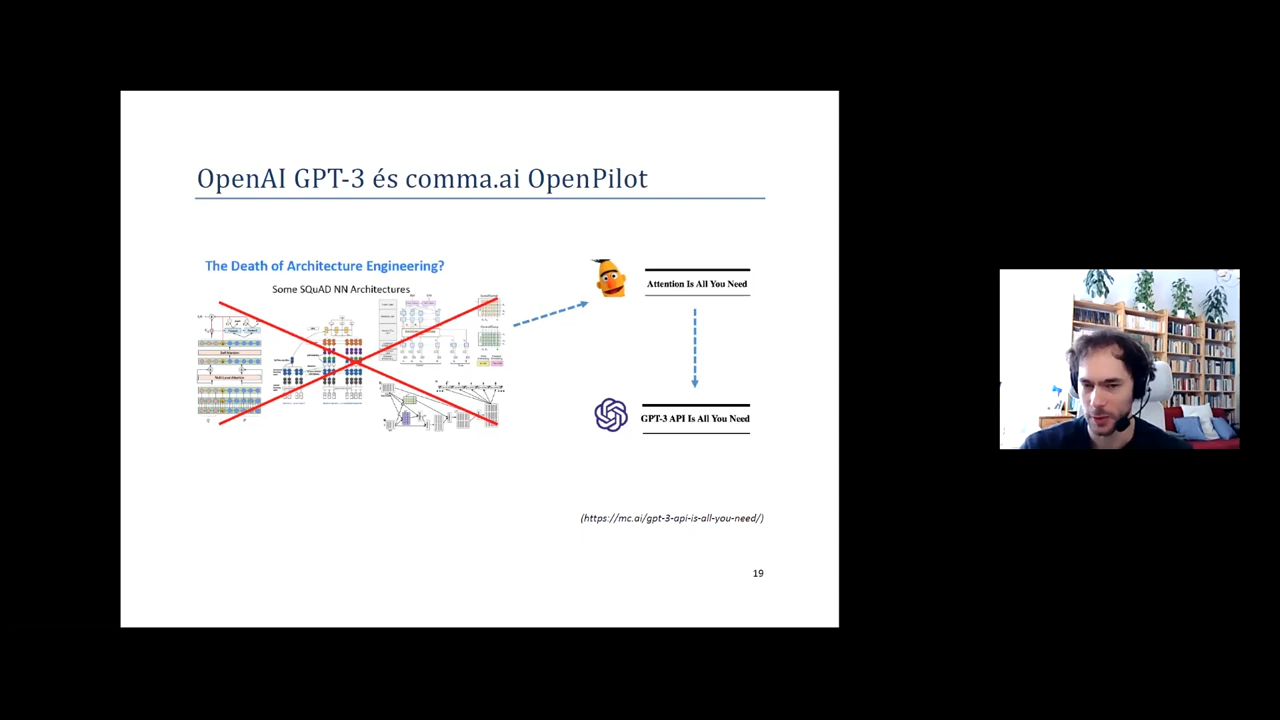 OpenAI GPT-3 és comma.ai OpenPilot
The Death of Architecture Engineering?
Some SQuAD NN Architectures
Attention Is All You Need
GPT-3 API Is All You Need
(https://mc.ai/gpt-3-api-is-all-you-need/)
19